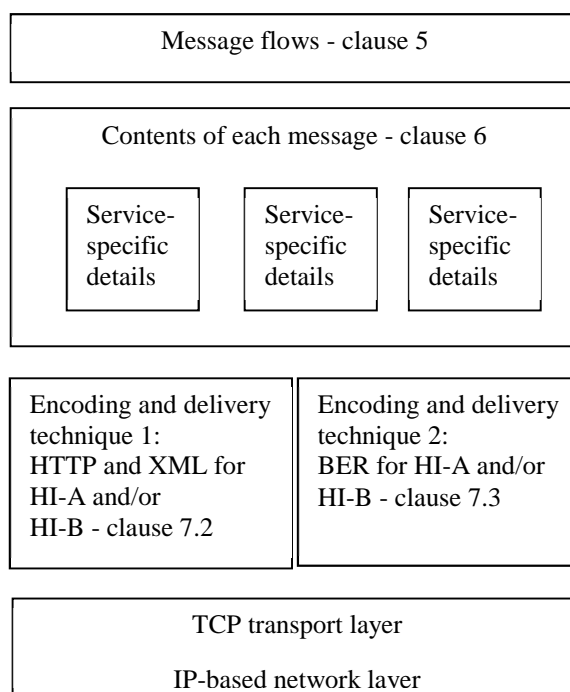 Message flows - clause 5
Contents of each message - clause 6
Service-
specific
details
Service-
specific
details
Service-
specific
details
Encoding and delivery
technique 1:
HTTP and XML for
HI-A and/or
HI-B - clause 7.2
Encoding and delivery
technique 2:
BER for HI-A and/or
HI-B - clause 7.3
TCP transport layer
IP-based network layer